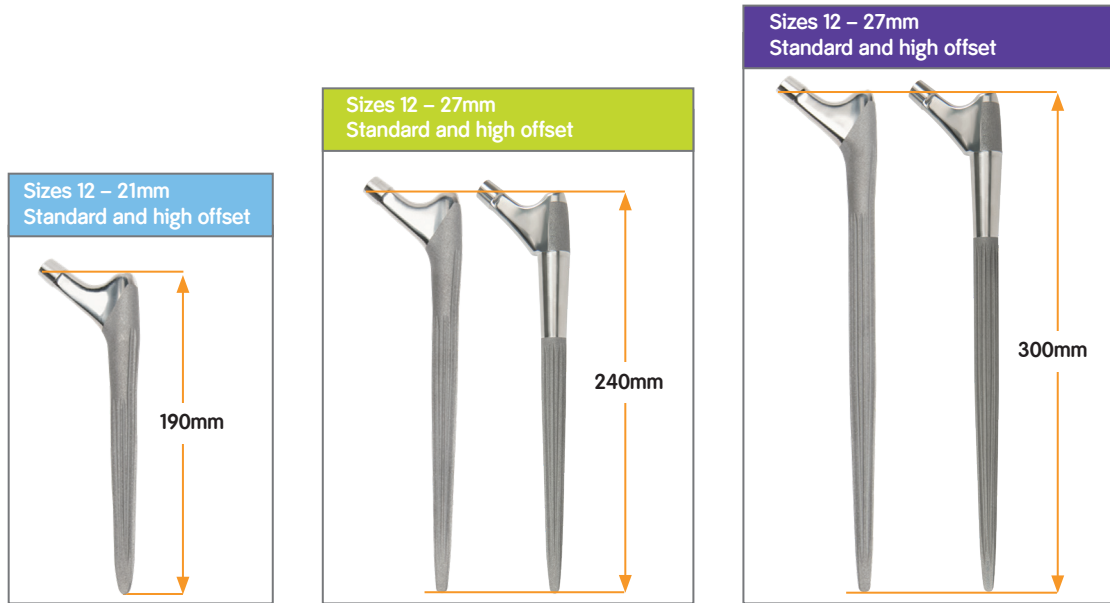 Sizes 12 – 21mm
Standard and high offset
190mm
Sizes 12 – 27mm
Standard and high offset
240mm
Sizes 12 – 27mm
Standard and high offset
300mm